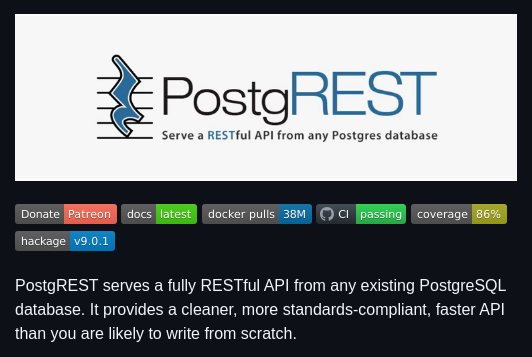 PostgREST
Serve a RESTful API from any Postgres database
Donate Patreon docs latest docker pulls 38M CI passing coverage 86%
hackage v9.0.1
PostgREST serves a fully RESTful API from any existing PostgreSQL
database. It provides a cleaner, more standards-compliant, faster API
than you are likely to write from scratch.